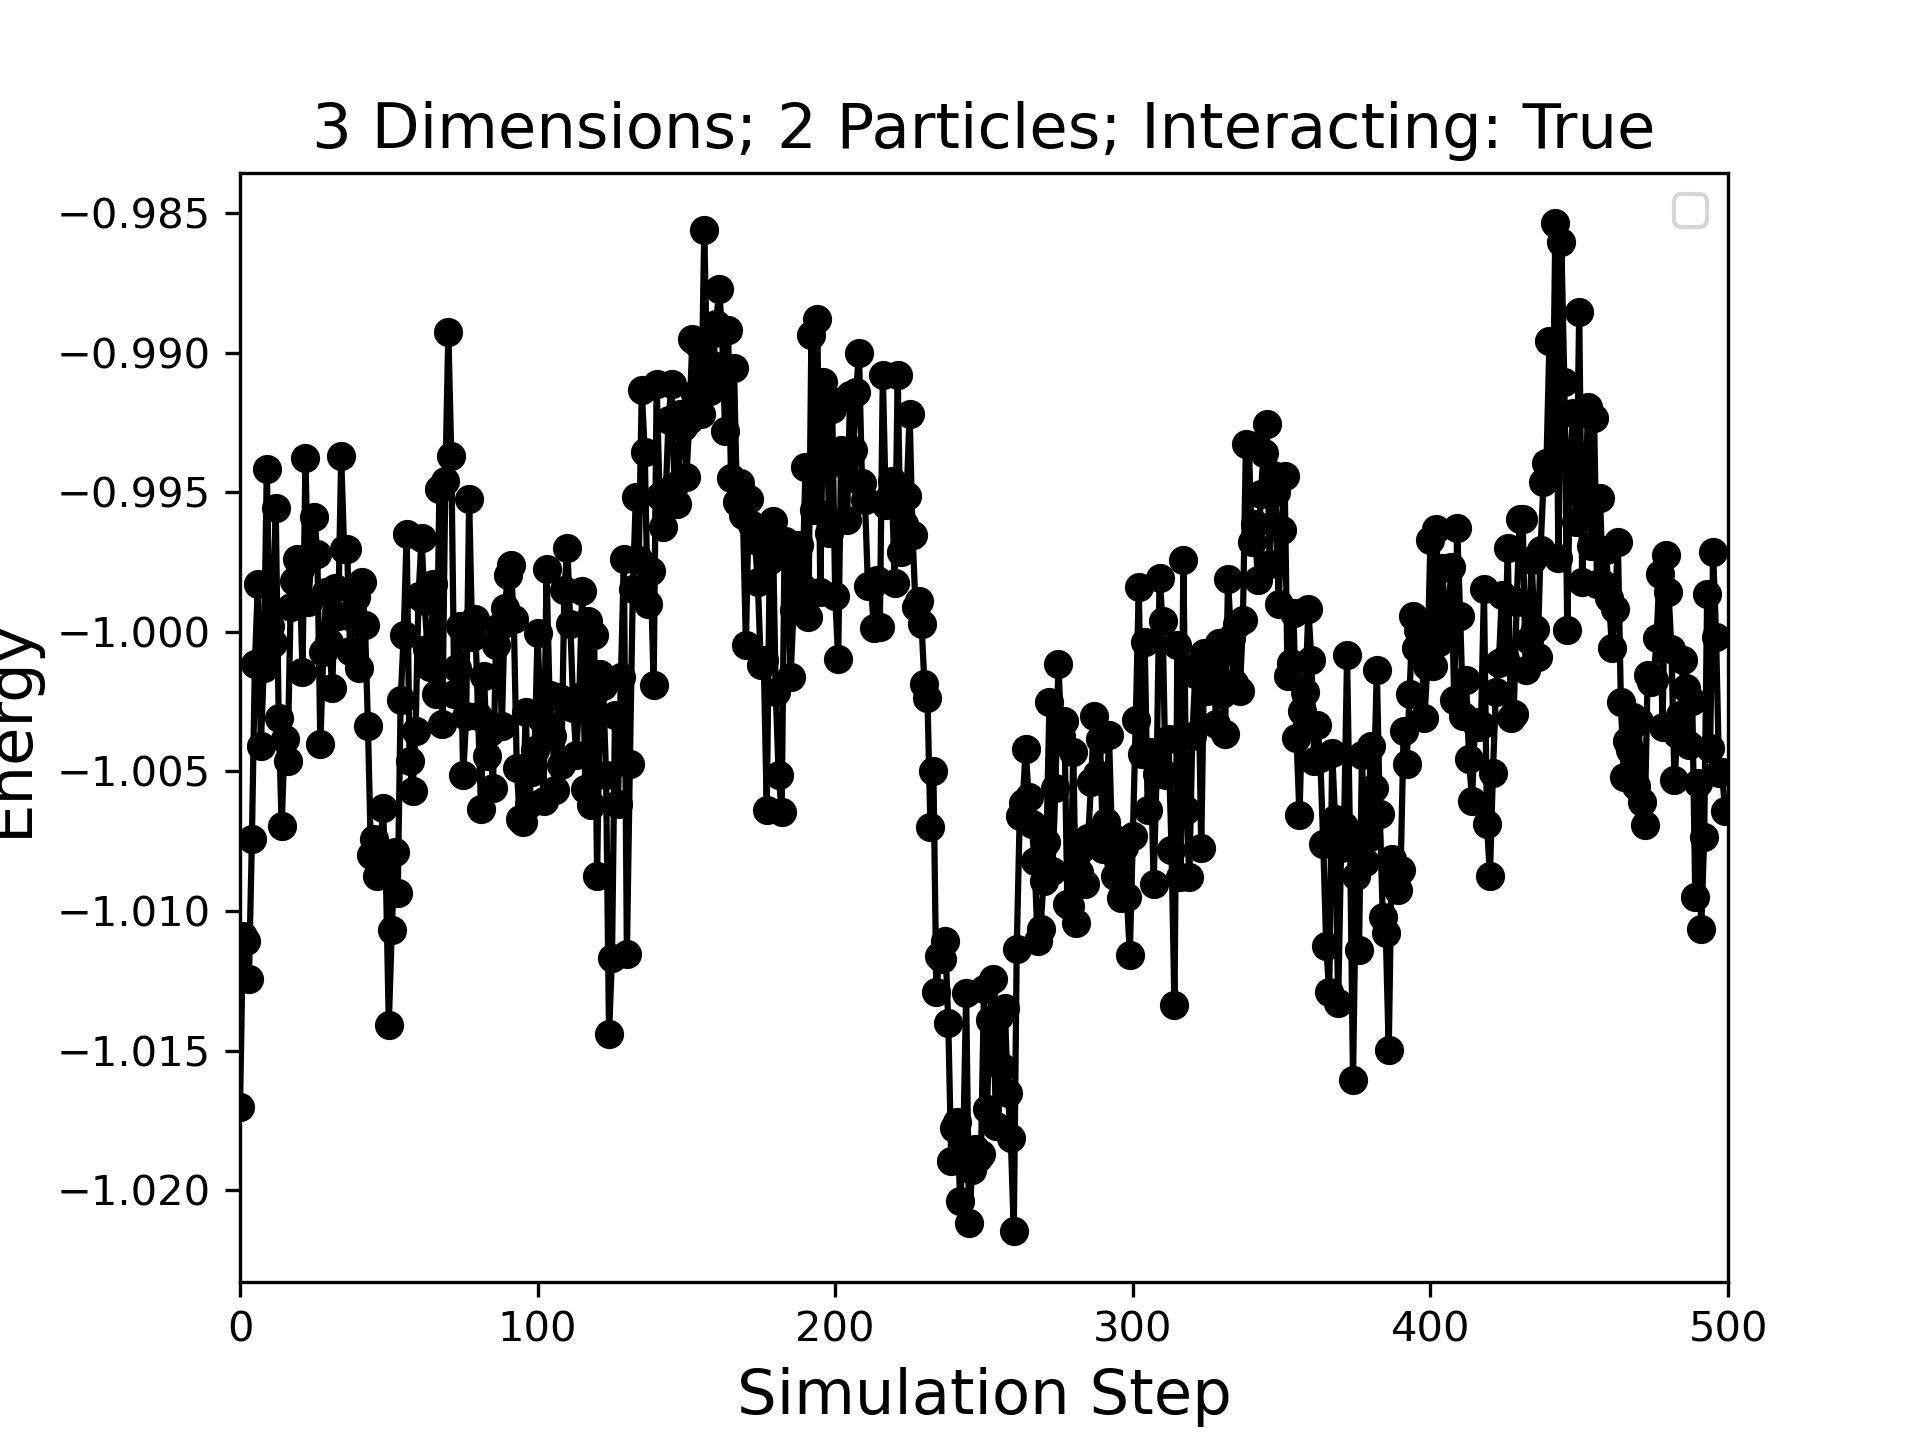 3 Dimensions; 2 Particles; Interacting: True
−0.985
−0.990
−0.995
−1.000
−1.005
−1.010
−1.015
−1.020
Energy
0 100 200 300 400 500
Simulation Step